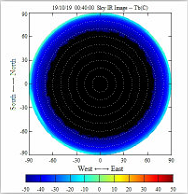 19/10/19 00:40:00 Sky IR Image -- Tb(C)
90
60
30
0
-30
-60
-90
South <----> North
-90 -60 -30 0 30 60 90
West <----> East
-50 -40 -30 -20 -10 0 10 20 30 40 50